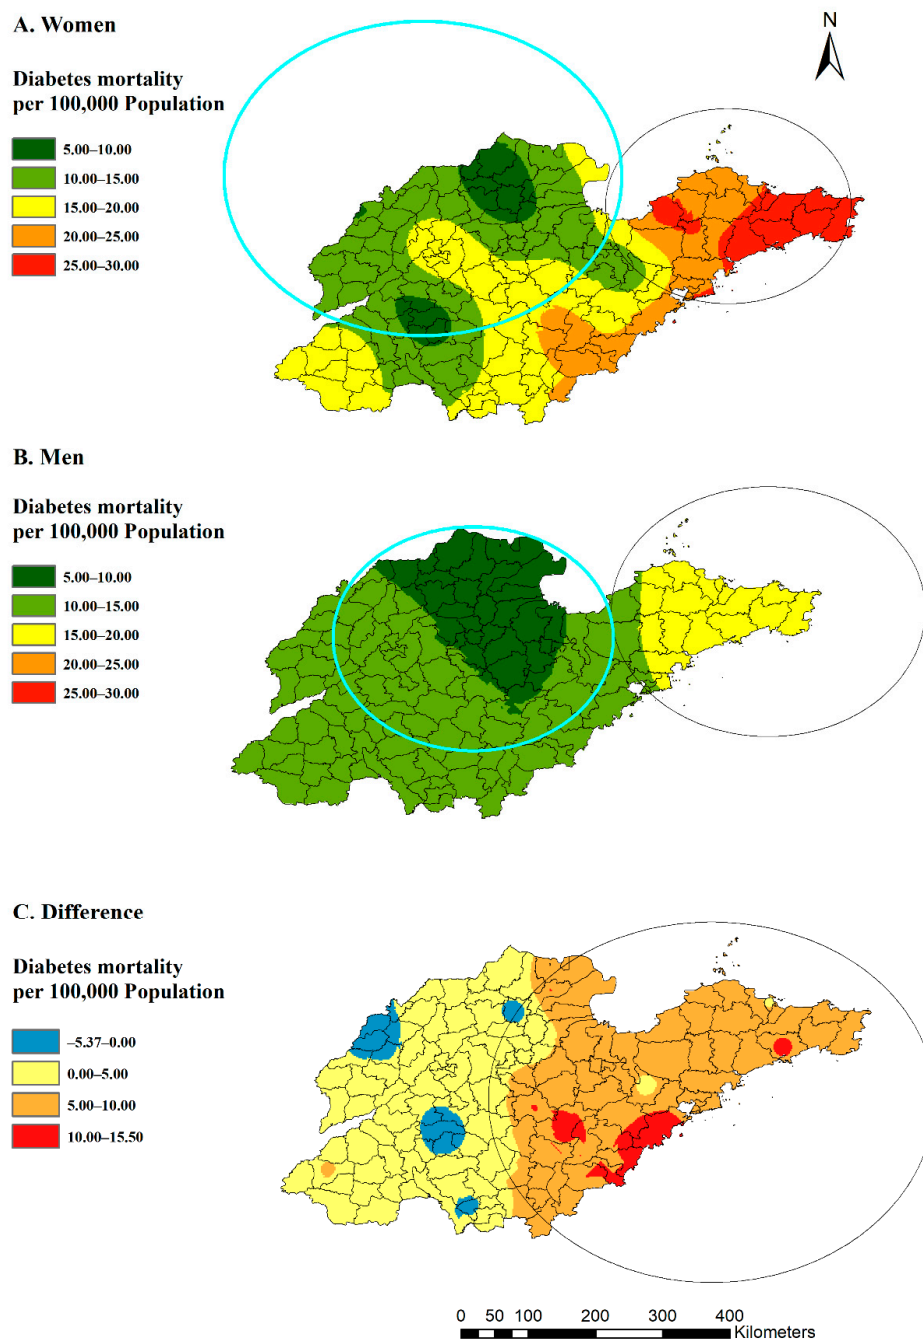 A. Women
N
Diabetes mortality
per 100,000 Population
5.00–10.00
10.00–15.00
15.00–20.00
20.00–25.00
25.00–30.00
B. Men
Diabetes mortality
per 100,000 Population
5.00–10.00
10.00–15.00
15.00–20.00
20.00–25.00
25.00–30.00
C. Difference
Diabetes mortality
per 100,000 Population
–5.37–0.00
0.00–5.00
5.00–10.00
10.00–15.50
0 50 100 200 300 400
Kilometers